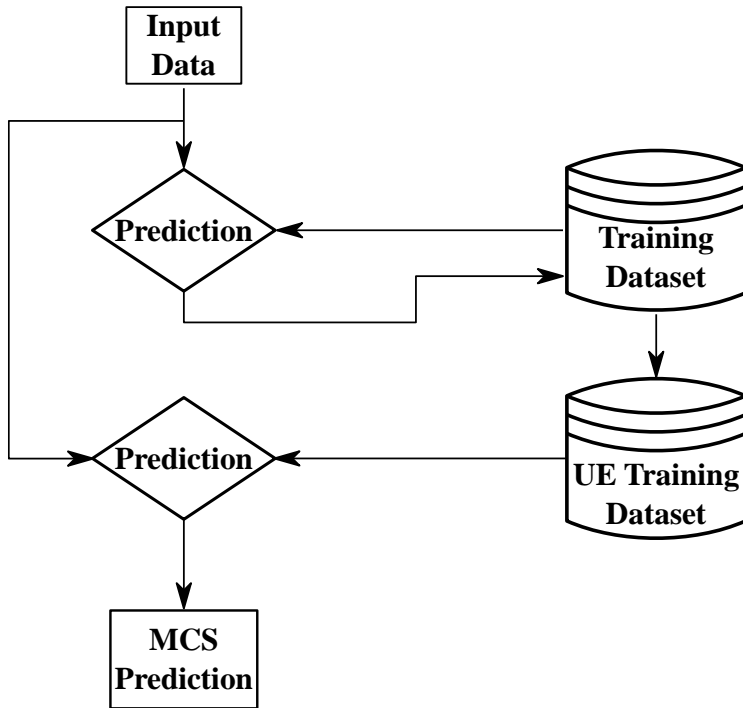 Input
Data
Prediction
Training
Dataset
Prediction
UE Training
Dataset
MCS
Prediction